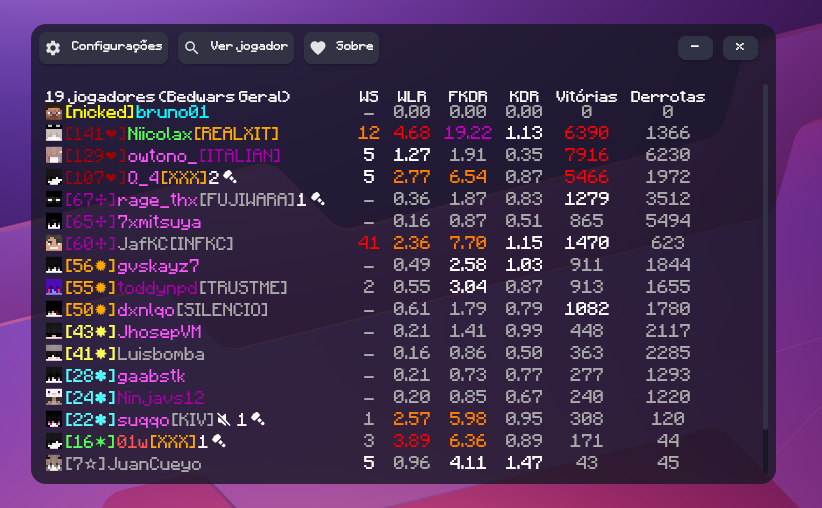 Configurações Ver jogador Sobre - ×
19 jogadores (Bedwars Geral) WS WLR FKDR KDR Vitórias Derrotas
[nicked]bruno01 – 0.00 0.00 0.00 0 0
[141❤]Niicolax[REALXIT] 12 4.68 19.22 1.13 6390 1366
[129❤]owtono_[ITALIAN] 5 1.27 1.91 0.35 7916 6230
[107❤]Q_4[XXX]2 5 2.77 6.54 0.87 5466 1972
[67✣]rage_thx[FUJIWARA]1 – 0.36 1.87 0.83 1279 3512
[65✣]7xmitsuya – 0.16 0.87 0.51 865 5494
[60✣]JafKC[INFKC] 41 2.36 7.70 1.15 1470 623
[56✹]gvskayz7 – 0.49 2.58 1.03 911 1844
[55✹]toddynpd[TRUSTME] 2 0.55 3.04 0.87 913 1655
[50✹]dxnlqo[SILENCIO] – 0.61 1.79 0.79 1082 1780
[43✸]JhosepVM – 0.21 1.41 0.99 448 2117
[41✸]Luisbomba – 0.16 0.86 0.50 363 2285
[28✽]gaabstk – 0.21 0.73 0.77 277 1293
[24✽]Ninjavs12 – 0.20 0.85 0.67 240 1220
[22✽]suqqo[KIV] 1 1 2.57 5.98 0.95 308 120
[16✶]01w[XXX]1 3 3.89 6.36 0.89 171 44
[7☆]JuanCueyo 5 0.96 4.11 1.47 43 45